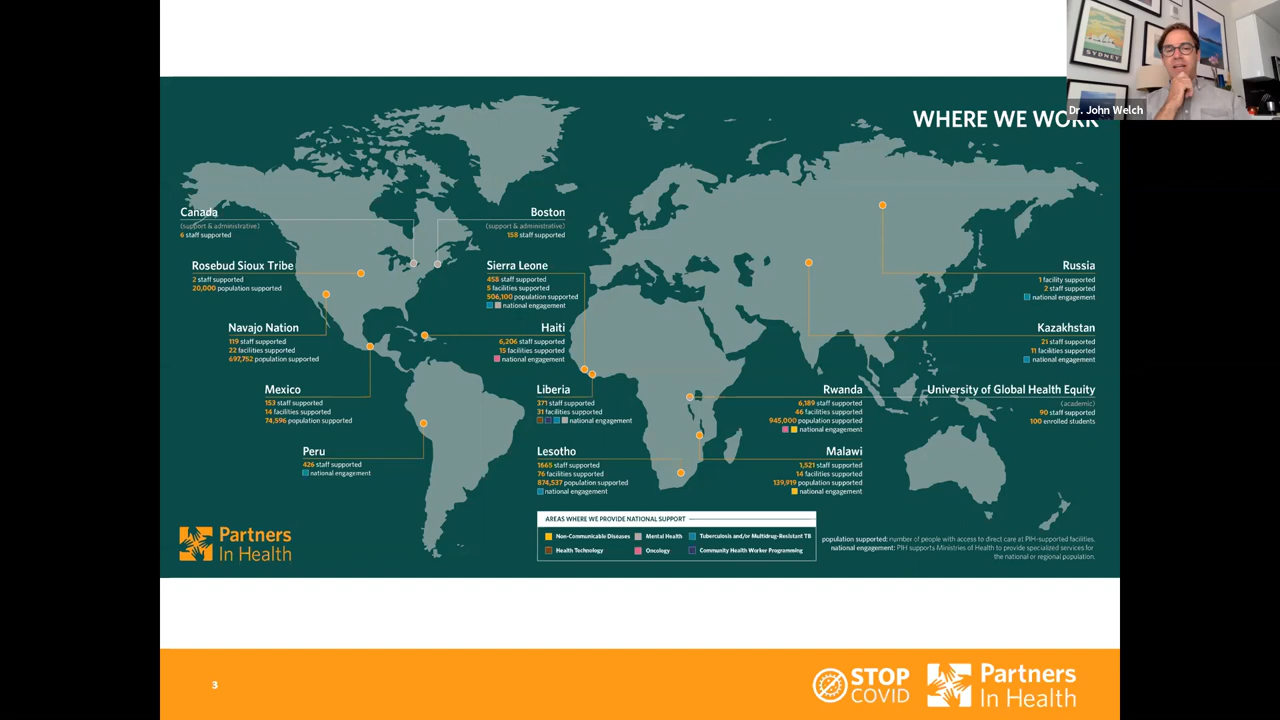 SYDNEY
Dr. John Welch
WHERE WE WORK
Canada
(support & administrative)
6 staff supported
Boston
(support & administrative)
158 staff supported
Rosebud Sioux Tribe
2 staff supported
20,000 population supported
Sierra Leone
458 staff supported
5 facilities supported
506,100 population supported
national engagement
Russia
1 facility supported
2 staff supported
national engagement
Navajo Nation
119 staff supported
22 facilities supported
697,752 population supported
Haiti
6,206 staff supported
15 facilities supported
national engagement
Kazakhstan
21 staff supported
11 facilities supported
national engagement
Mexico
153 staff supported
14 facilities supported
74,596 population supported
Liberia
371 staff supported
31 facilities supported
national engagement
Rwanda
6,189 staff supported
46 facilities supported
945,000 population supported
national engagement
University of Global Health Equity
(academic)
90 staff supported
100 enrolled students
Peru
426 staff supported
national engagement
Lesotho
1665 staff supported
76 facilities supported
874,537 population supported
national engagement
Malawi
1,521 staff supported
14 facilities supported
139,919 population supported
national engagement
Partners
In Health
AREAS WHERE WE PROVIDE NATIONAL SUPPORT
Non-Communicable Diseases Mental Health Tuberculosis and/or Multidrug-Resistant TB
Health Technology Oncology Community Health Worker Programming
population supported: number of people with access to direct care at PIH-supported facilities.
national engagement: PIH supports Ministries of Health to provide specialized services for
the national or regional population.
3
STOP
COVID
Partners
In Health